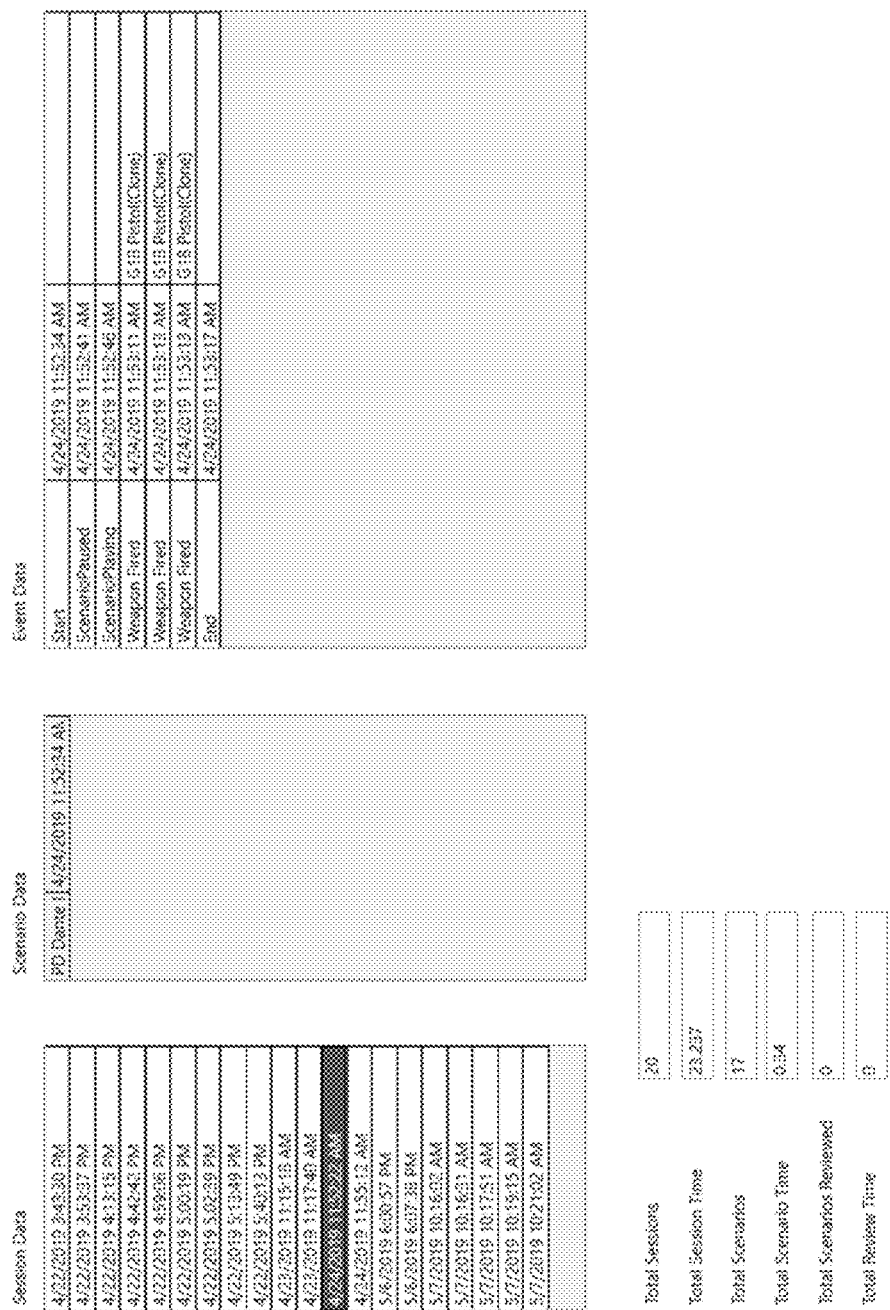 Session Data
4/22/2019 3:43:30 PM
4/22/2019 3:53:37 PM
4/22/2019 4:13:15 PM
4/22/2019 4:42:42 PM
4/22/2019 4:59:06 PM
4/22/2019 5:00:19 PM
4/22/2019 5:02:59 PM
4/22/2019 5:13:49 PM
4/22/2019 5:40:13 PM
4/23/2019 11:15:18 AM
4/23/2019 11:17:40 AM
4/24/2019 11:55:12 AM
5/6/2019 6:00:57 PM
5/6/2019 6:07:38 PM
5/7/2019 10:16:02 AM
5/7/2019 10:16:31 AM
5/7/2019 10:17:51 AM
5/7/2019 10:19:15 AM
5/7/2019 10:21:02 AM
Scenario Data
PD Dante 4/24/2019 11:52:34 AM
Event Data
Start 4/24/2019 11:52:34 AM
ScenarioPaused 4/24/2019 11:52:41 AM
ScenarioPlaying 4/24/2019 11:52:46 AM
Weapon Fired 4/24/2019 11:53:11 AM G18 Pistol(Clone)
Weapon Fired 4/24/2019 11:53:13 AM G18 Pistol(Clone)
Weapon Fired 4/24/2019 11:53:13 AM G18 Pistol(Clone)
End 4/24/2019 11:53:17 AM
Total Sessions 20
Total Session Time 23.237
Total Scenarios 17
Total Scenario Time 0.34
Total Scenarios Reviewed 0
Total Review Time 0